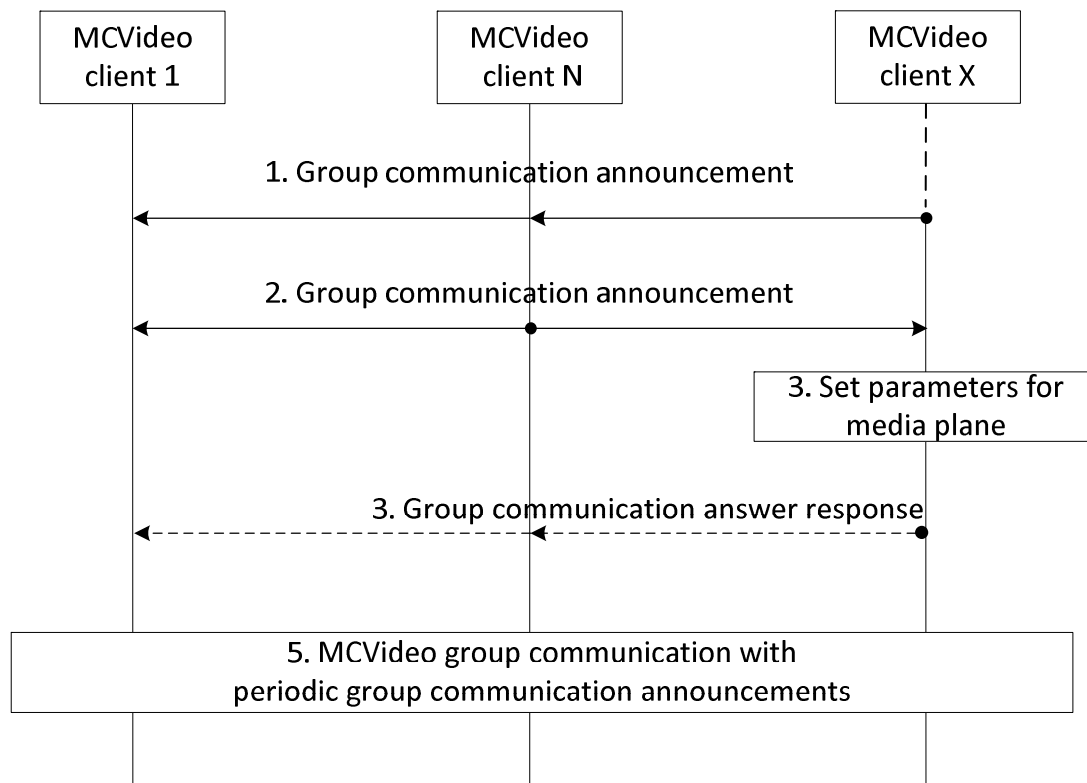 MCVideo
client 1
MCVideo
client N
MCVideo
client X
1. Group communication announcement
2. Group communication announcement
3. Set parameters for
media plane
3. Group communication answer response
5. MCVideo group communication with
periodic group communication announcements